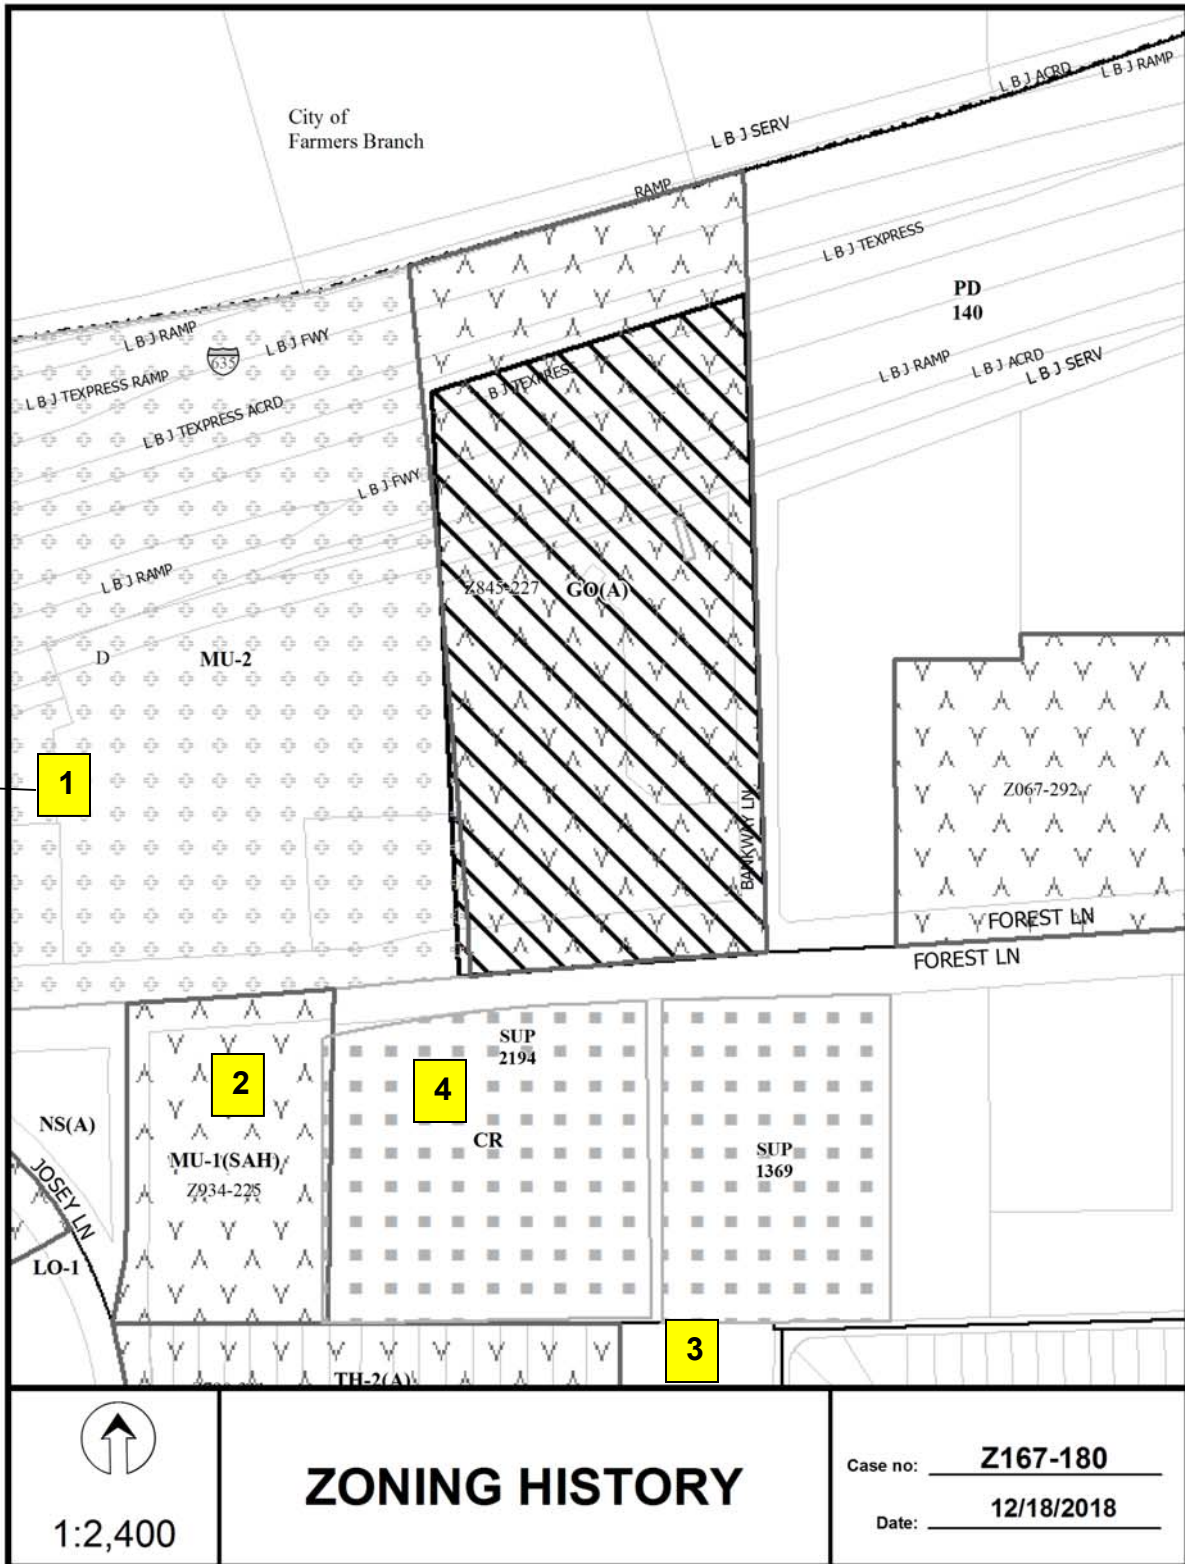 City of
Farmers Branch
L B J SERV
L B J ACRD
L B J RAMP
RAMP
L B J TEXPRESS
PD
140
L B J RAMP
635
L B J FWY
L B J TEXPRESS RAMP
L B J TEXPRESS ACRD
B J TEXPRESS
L B J RAMP
L B J ACRD
L B J SERV
L B J FWY
L B J RAMP
Z845-227
GO(A)
D
MU-2
1
Z067-292
BANKWAY LN
FOREST LN
FOREST LN
SUP
2194
2
4
NS(A)
CR
MU-1(SAH)
Z934-225
SUP
1369
JOSEY LN
LO-1
3
TH-2(A)
1:2,400
ZONING HISTORY
Case no: Z167-180
Date: 12/18/2018